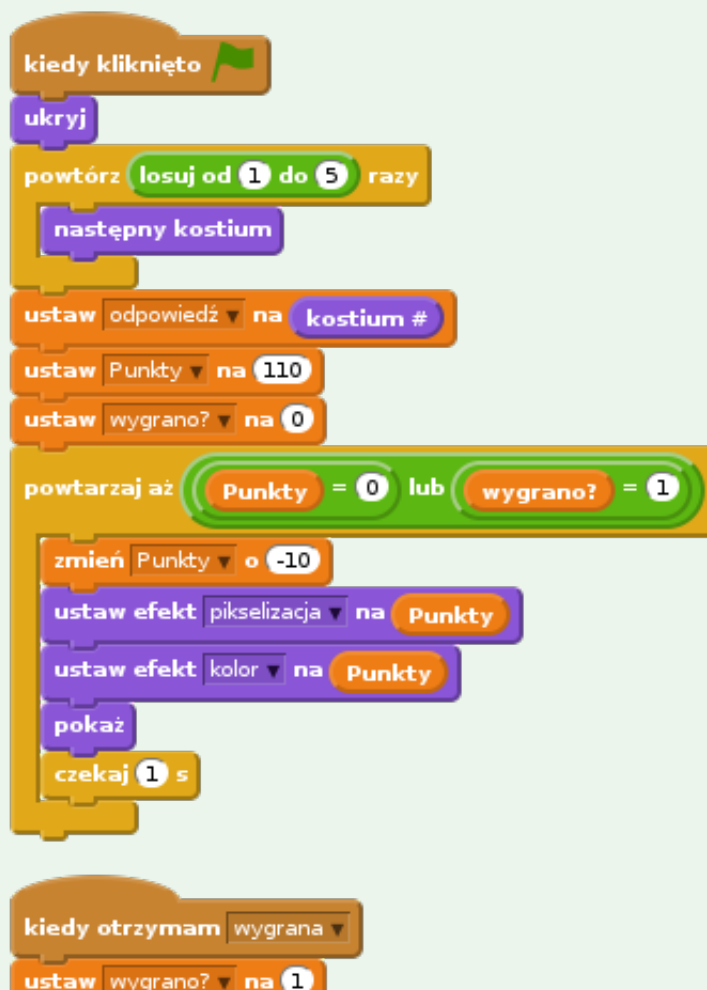 kiedy kliknięto
ukryj
powtórz losuj od 1 do 5 razy
następny kostium
ustaw odpowiedź na kostium #
ustaw Punkty na 110
ustaw wygrano? na 0
powtarzaj aż Punkty = 0 lub wygrano? = 1
zmień Punkty o -10
ustaw efekt pikselizacja na Punkty
ustaw efekt kolor na Punkty
pokaż
czekaj 1 s
kiedy otrzymam wygrana
ustaw wygrano? na 1